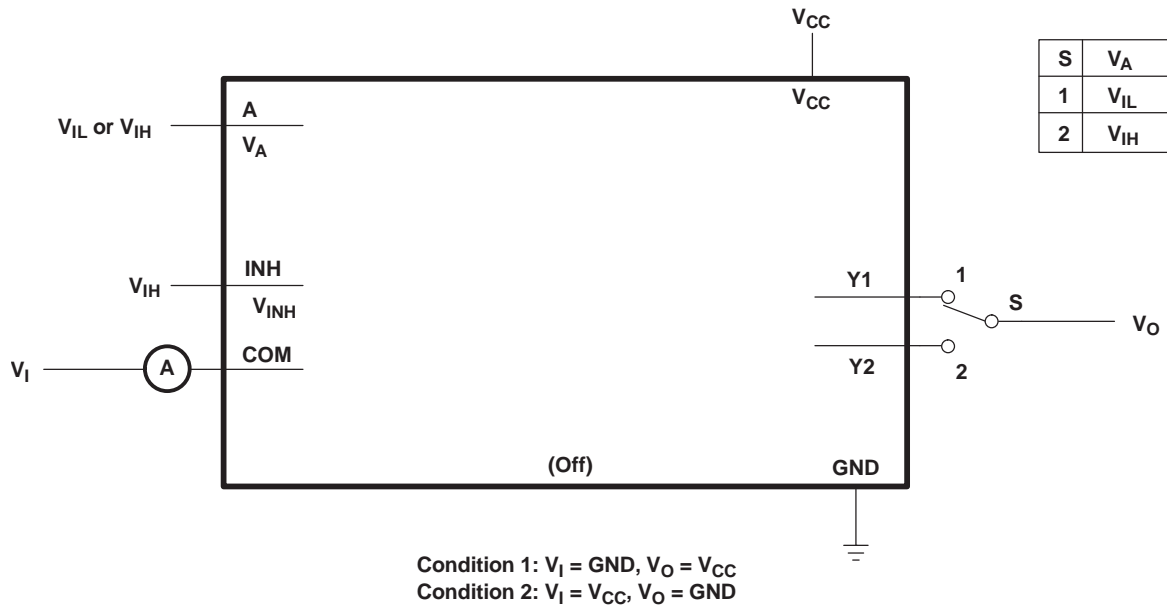 VCC
S VA
1 VIL
2 VIH
VCC
A
VIL or VIH
VA
INH
VIH
VINH
Y1
1
S
VO
COM
VI
A
Y2
2
(Off)
GND
Condition 1: VI = GND, VO = VCC
Condition 2: VI = VCC, VO = GND